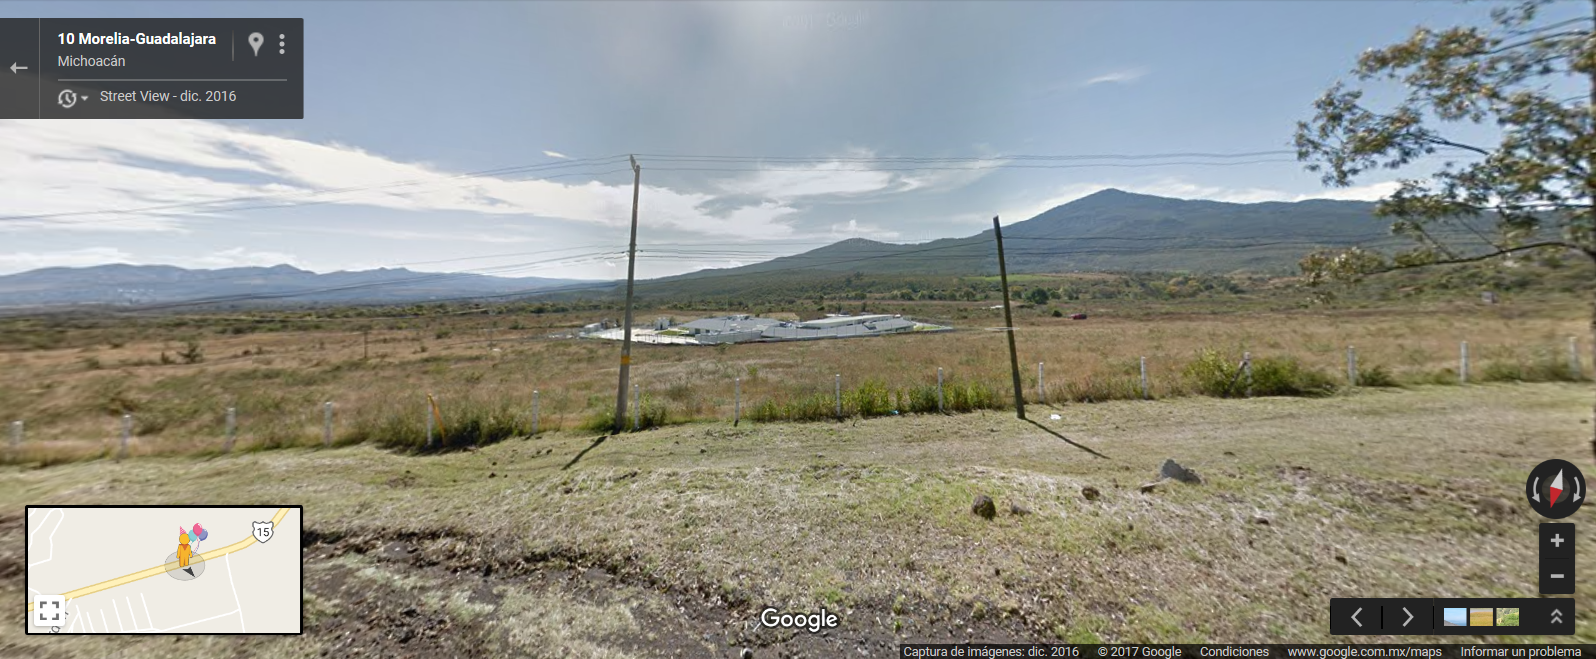 10 Morelia-Guadalajara
Michoacán
Street View - dic. 2016
15
Google
Captura de imágenes: dic. 2016 © 2017 Google Condiciones www.google.com.mx/maps Informar un problema